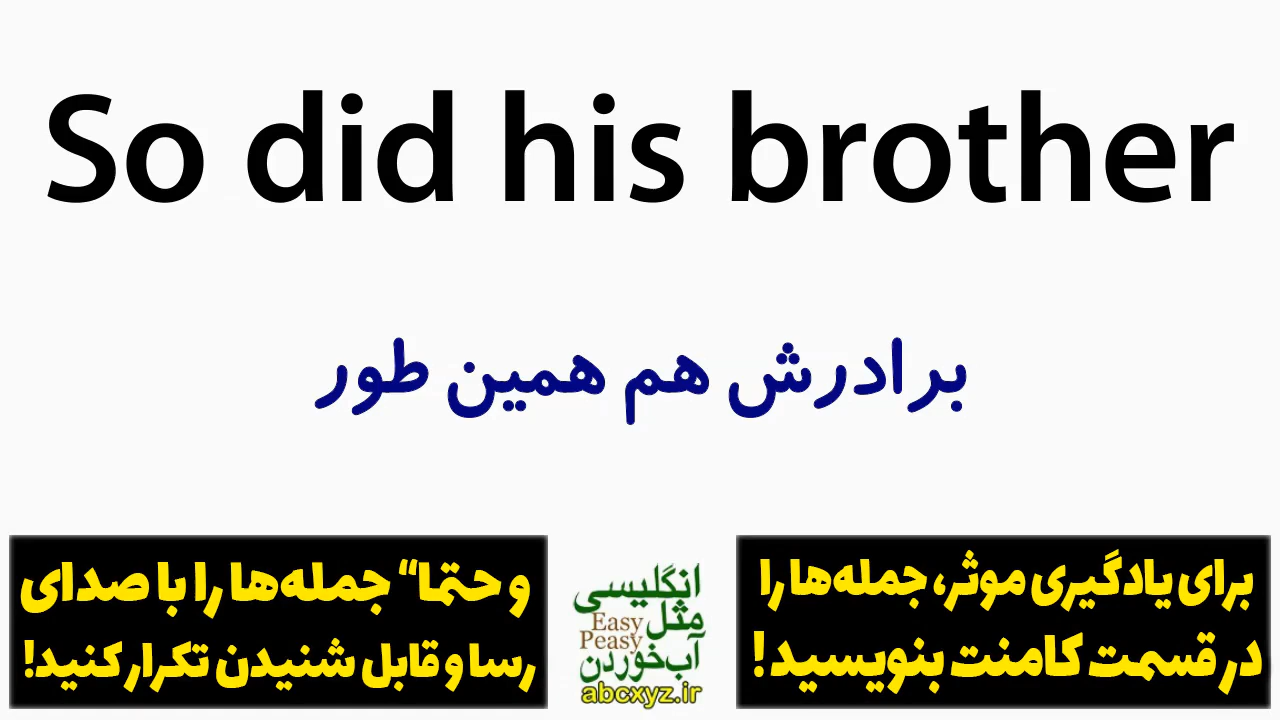 So did his brother
برادرش هم همین طور
برای یادگیری موثر، جمله‌ها را
در قسمت کامنت بنویسید!
و حتما“ جمله‌ها را با صدای
رسا و قابل شنیدن تکرار کنید!
انگلیسی
مثل
Easy
Peasy
آب‌خوردن
abcxyz.ir